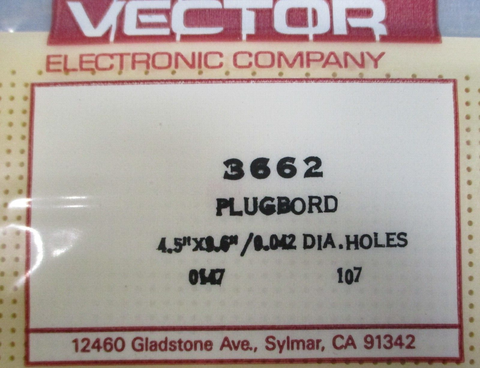 VECTOR
ELECTRONIC COMPANY
3662
PLUGBORD
4.5"X9.6"/0.042 DIA.HOLES
0147 107
12460 Gladstone Ave., Sylmar, CA 91342